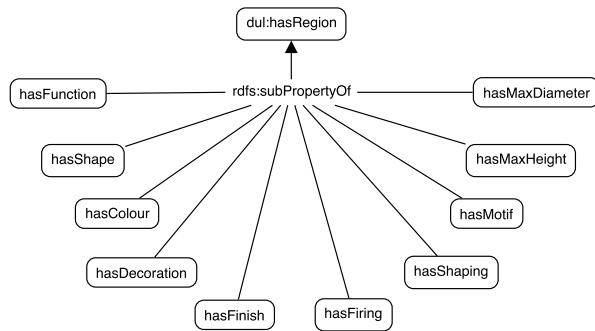 dul:hasRegion
rdfs:subPropertyOf
hasFunction
hasMaxDiameter
hasShape
hasMaxHeight
hasColour
hasMotif
hasDecoration
hasShaping
hasFinish
hasFiring